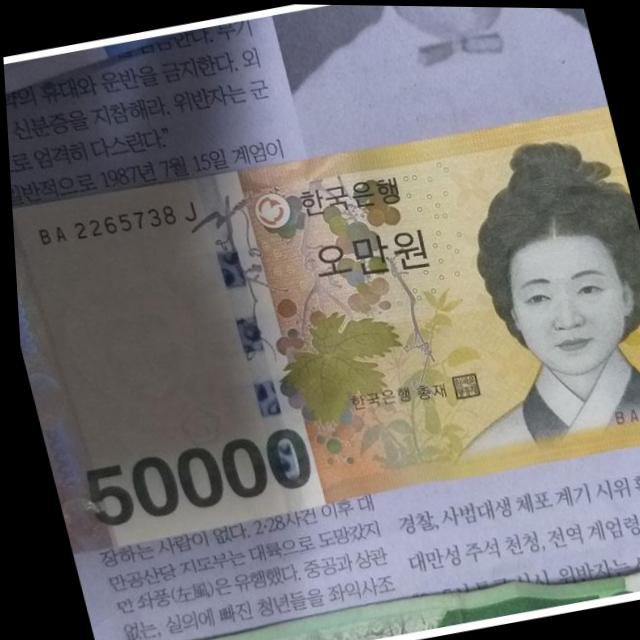 휴대와 운반을 금지한다. 외
신분증을 지참해라. 위반자는 군
로 엄격히 다스린다.”
일반적으로 1987년 7월 15일 계엄이
BA 2265738 J
한국은행
오만원
한국은행 총재
BA
50000
정하는 사람이 없다. 2·28사건 이후 대
만공산당 지도부는 대륙으로 도망갔지
만 좌풍(左風)은 유행했다. 중공과 상관
없는, 실의에 빠진 청년들을 좌익사조
경찰, 사범대생 체포 계기 시위
대만성 주석 천청, 전역 계엄령